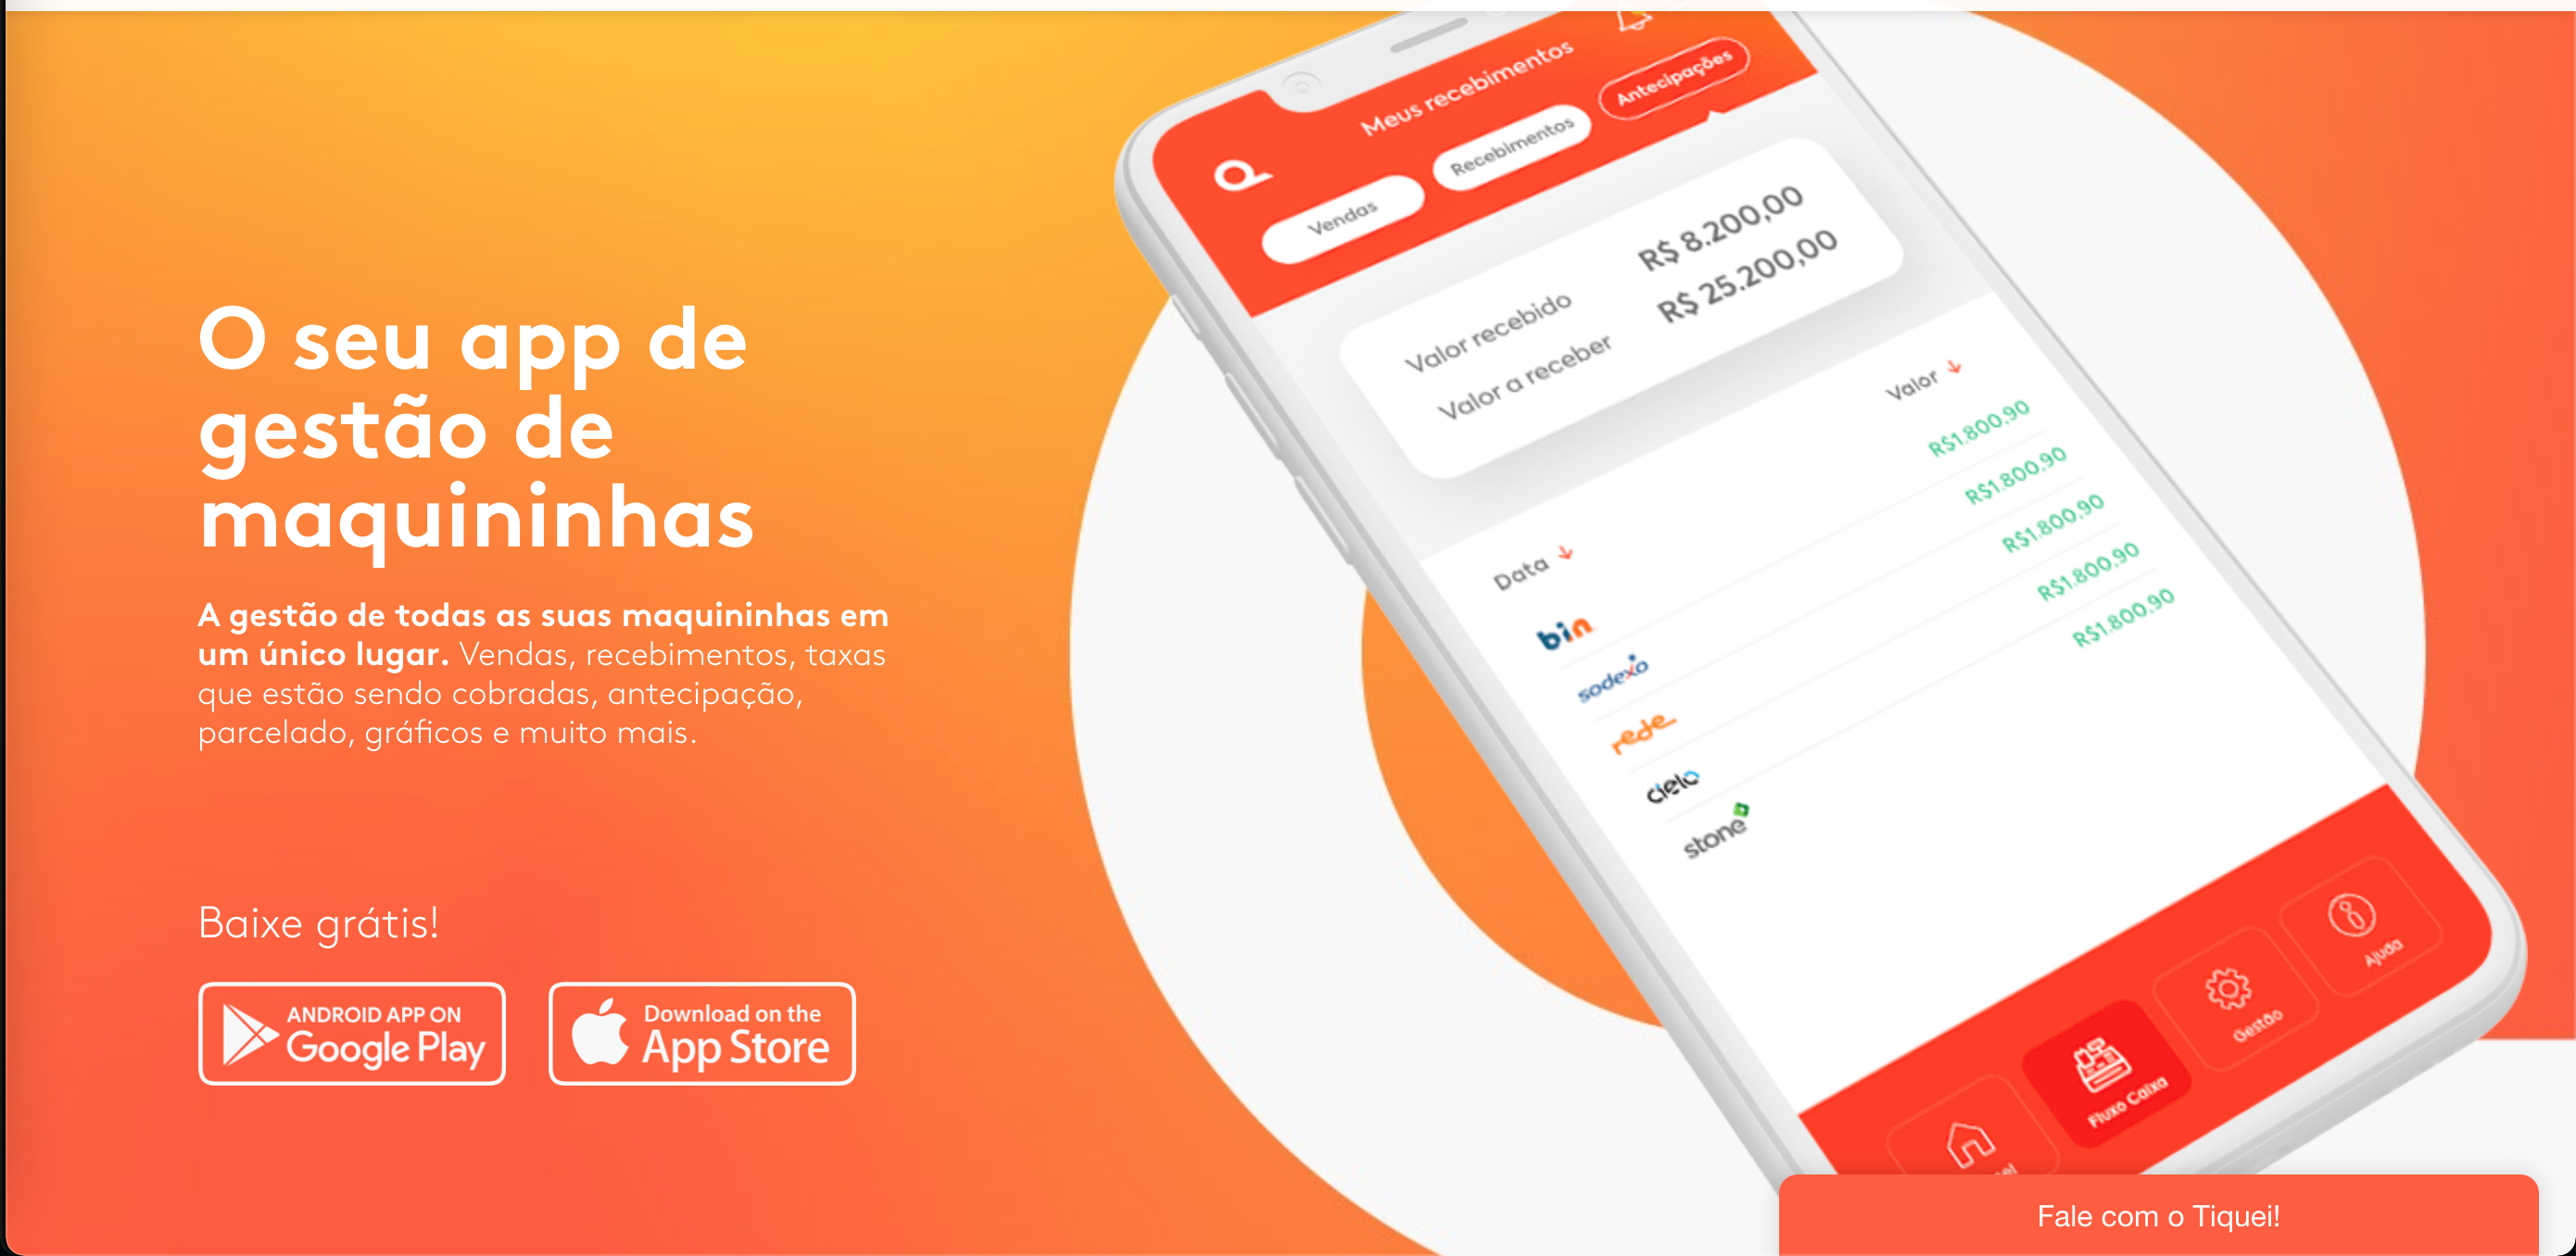 O seu app de
gestão de
maquininhas
A gestão de todas as suas maquininhas em
um único lugar. Vendas, recebimentos, taxas
que estão sendo cobradas, antecipação,
parcelado, gráficos e muito mais.
Baixe grátis!
ANDROID APP ON
Google Play
Download on the
App Store
Meus recebimentos
Vendas
Recebimentos
Antecipações
Valor recebido R$ 8.200,00
Valor a receber R$ 25.200,00
Data Valor
bin R$1.800,90
sodexo R$1.800,90
rede R$1.800,90
cielo R$1.800,90
stone R$1.800,90
Fluxo Caixa
Gestão
Ajuda
Fale com o Tiquei!